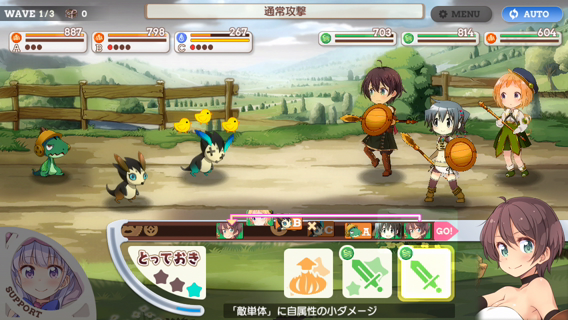 WAVE 1/3 0
通常攻撃
MENU
AUTO
887
798
267
703
814
604
A
B
C
B
C
A
GO!
とっておき
SUPPORT
「敵単体」に自属性の小ダメージ